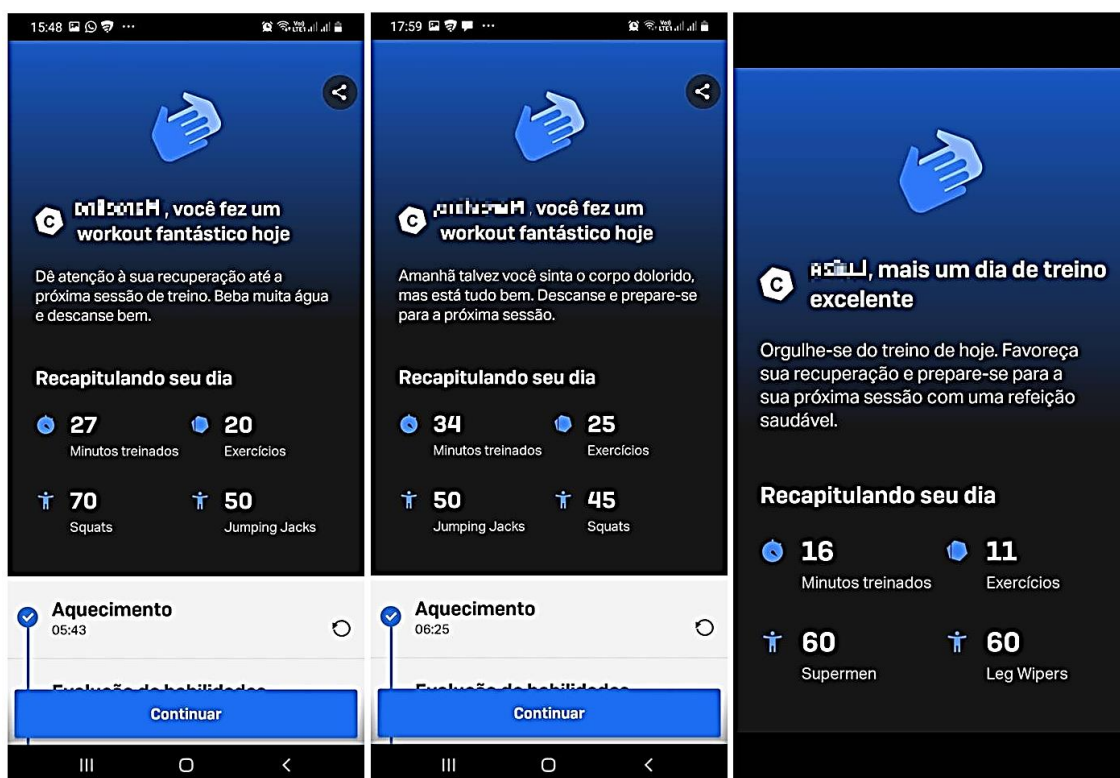 15:48
C
, você fez um
workout fantástico hoje
Dê atenção à sua recuperação até a
próxima sessão de treino. Beba muita água
e descanse bem.
Recapitulando seu dia
27
20
Minutos treinados
Exercícios
70
50
Squats
Jumping Jacks
Aquecimento
05:43
Evolução de habilidades
Continuar
17:59
C
, você fez um
workout fantástico hoje
Amanhã talvez você sinta o corpo dolorido,
mas está tudo bem. Descanse e prepare-se
para a próxima sessão.
Recapitulando seu dia
34
25
Minutos treinados
Exercícios
50
45
Jumping Jacks
Squats
Aquecimento
06:25
Evolução de habilidades
Continuar
C
, mais um dia de treino
excelente
Orgulhe-se do treino de hoje. Favoreça
sua recuperação e prepare-se para a
sua próxima sessão com uma refeição
saudável.
Recapitulando seu dia
16
11
Minutos treinados
Exercícios
60
60
Supermen
Leg Wipers